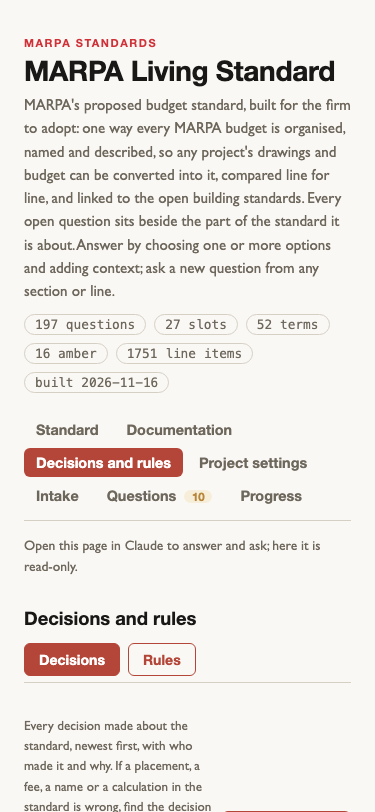 MARPA STANDARDS
MARPA Living Standard
MARPA's proposed budget standard, built for the firm
to adopt: one way every MARPA budget is organised,
named and described, so any project's drawings and
budget can be converted into it, compared line for
line, and linked to the open building standards. Every
open question sits beside the part of the standard it
is about. Answer by choosing one or more options
and adding context; ask a new question from any
section or line.
197 questions 27 slots 52 terms
16 amber 1751 line items
built 2026-11-16
Standard Documentation
Decisions and rules Project settings
Intake Questions 10 Progress
Open this page in Claude to answer and ask; here it is
read-only.
Decisions and rules
Decisions Rules
Every decision made about the
standard, newest first, with who
made it and why. If a placement, a
fee, a name or a calculation in the
standard is wrong, find the decision